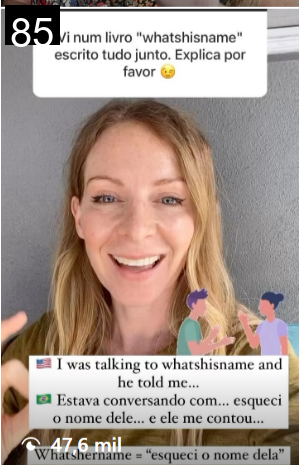 85
Vi num livro "whatshisname"
escrito tudo junto. Explica por
favor 😉
🇺🇸 I was talking to whatshisname and
he told me...
🇧🇷 Estava conversando com... esqueci
o nome dele... e ele me contou...
47,6 mil
Whatshername = "esqueci o nome dela"